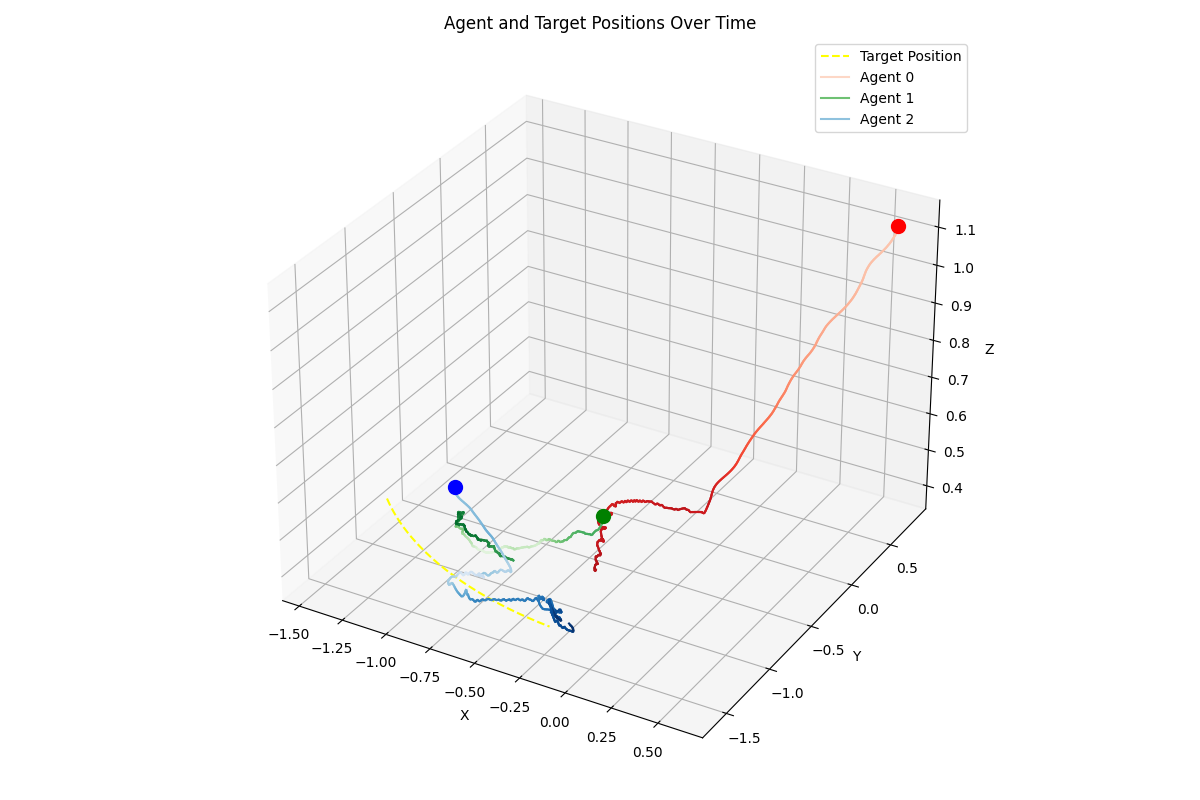 Agent and Target Positions Over Time
Target Position
Agent 0
Agent 1
Agent 2
1.1
1.0
0.9
0.8
Z
0.7
0.6
0.5
0.4
0.5
0.0
−0.5
Y
−1.0
−1.5
−1.50
−1.25
−1.00
−0.75
−0.50
X
−0.25
0.00
0.25
0.50